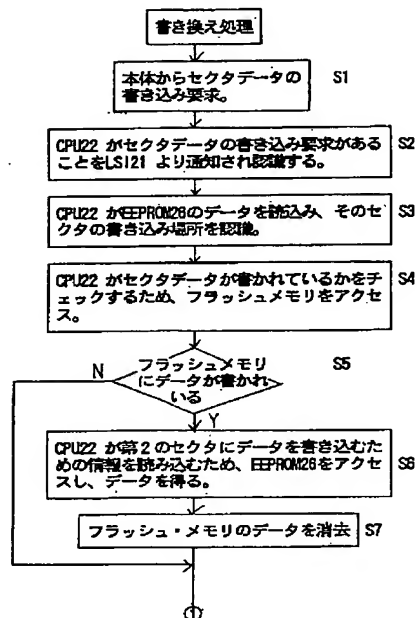 書き換え処理
本体からセクタデータの
書き込み要求。
S1
CPU22 がセクタデータの書き込み要求がある
ことをLSI21 より通知され認識する。
S2
CPU22 がEEPROM26のデータを読込み、そのセ
クタの書き込み場所を認識。
S3
CPU22 がセクタデータが書かれているかをチ
ェックするため、フラッシュメモリをアクセ
ス。
S4
フラッシュメモリ
にデータが書かれ
いる
S5
N
Y
CPU22 が第2のセクタにデータを書き込むた
めの情報を読み込むため、EEPROM26をアクセ
スし、データを得る。
S6
フラッシュ・メモリのデータを消去
S7
①